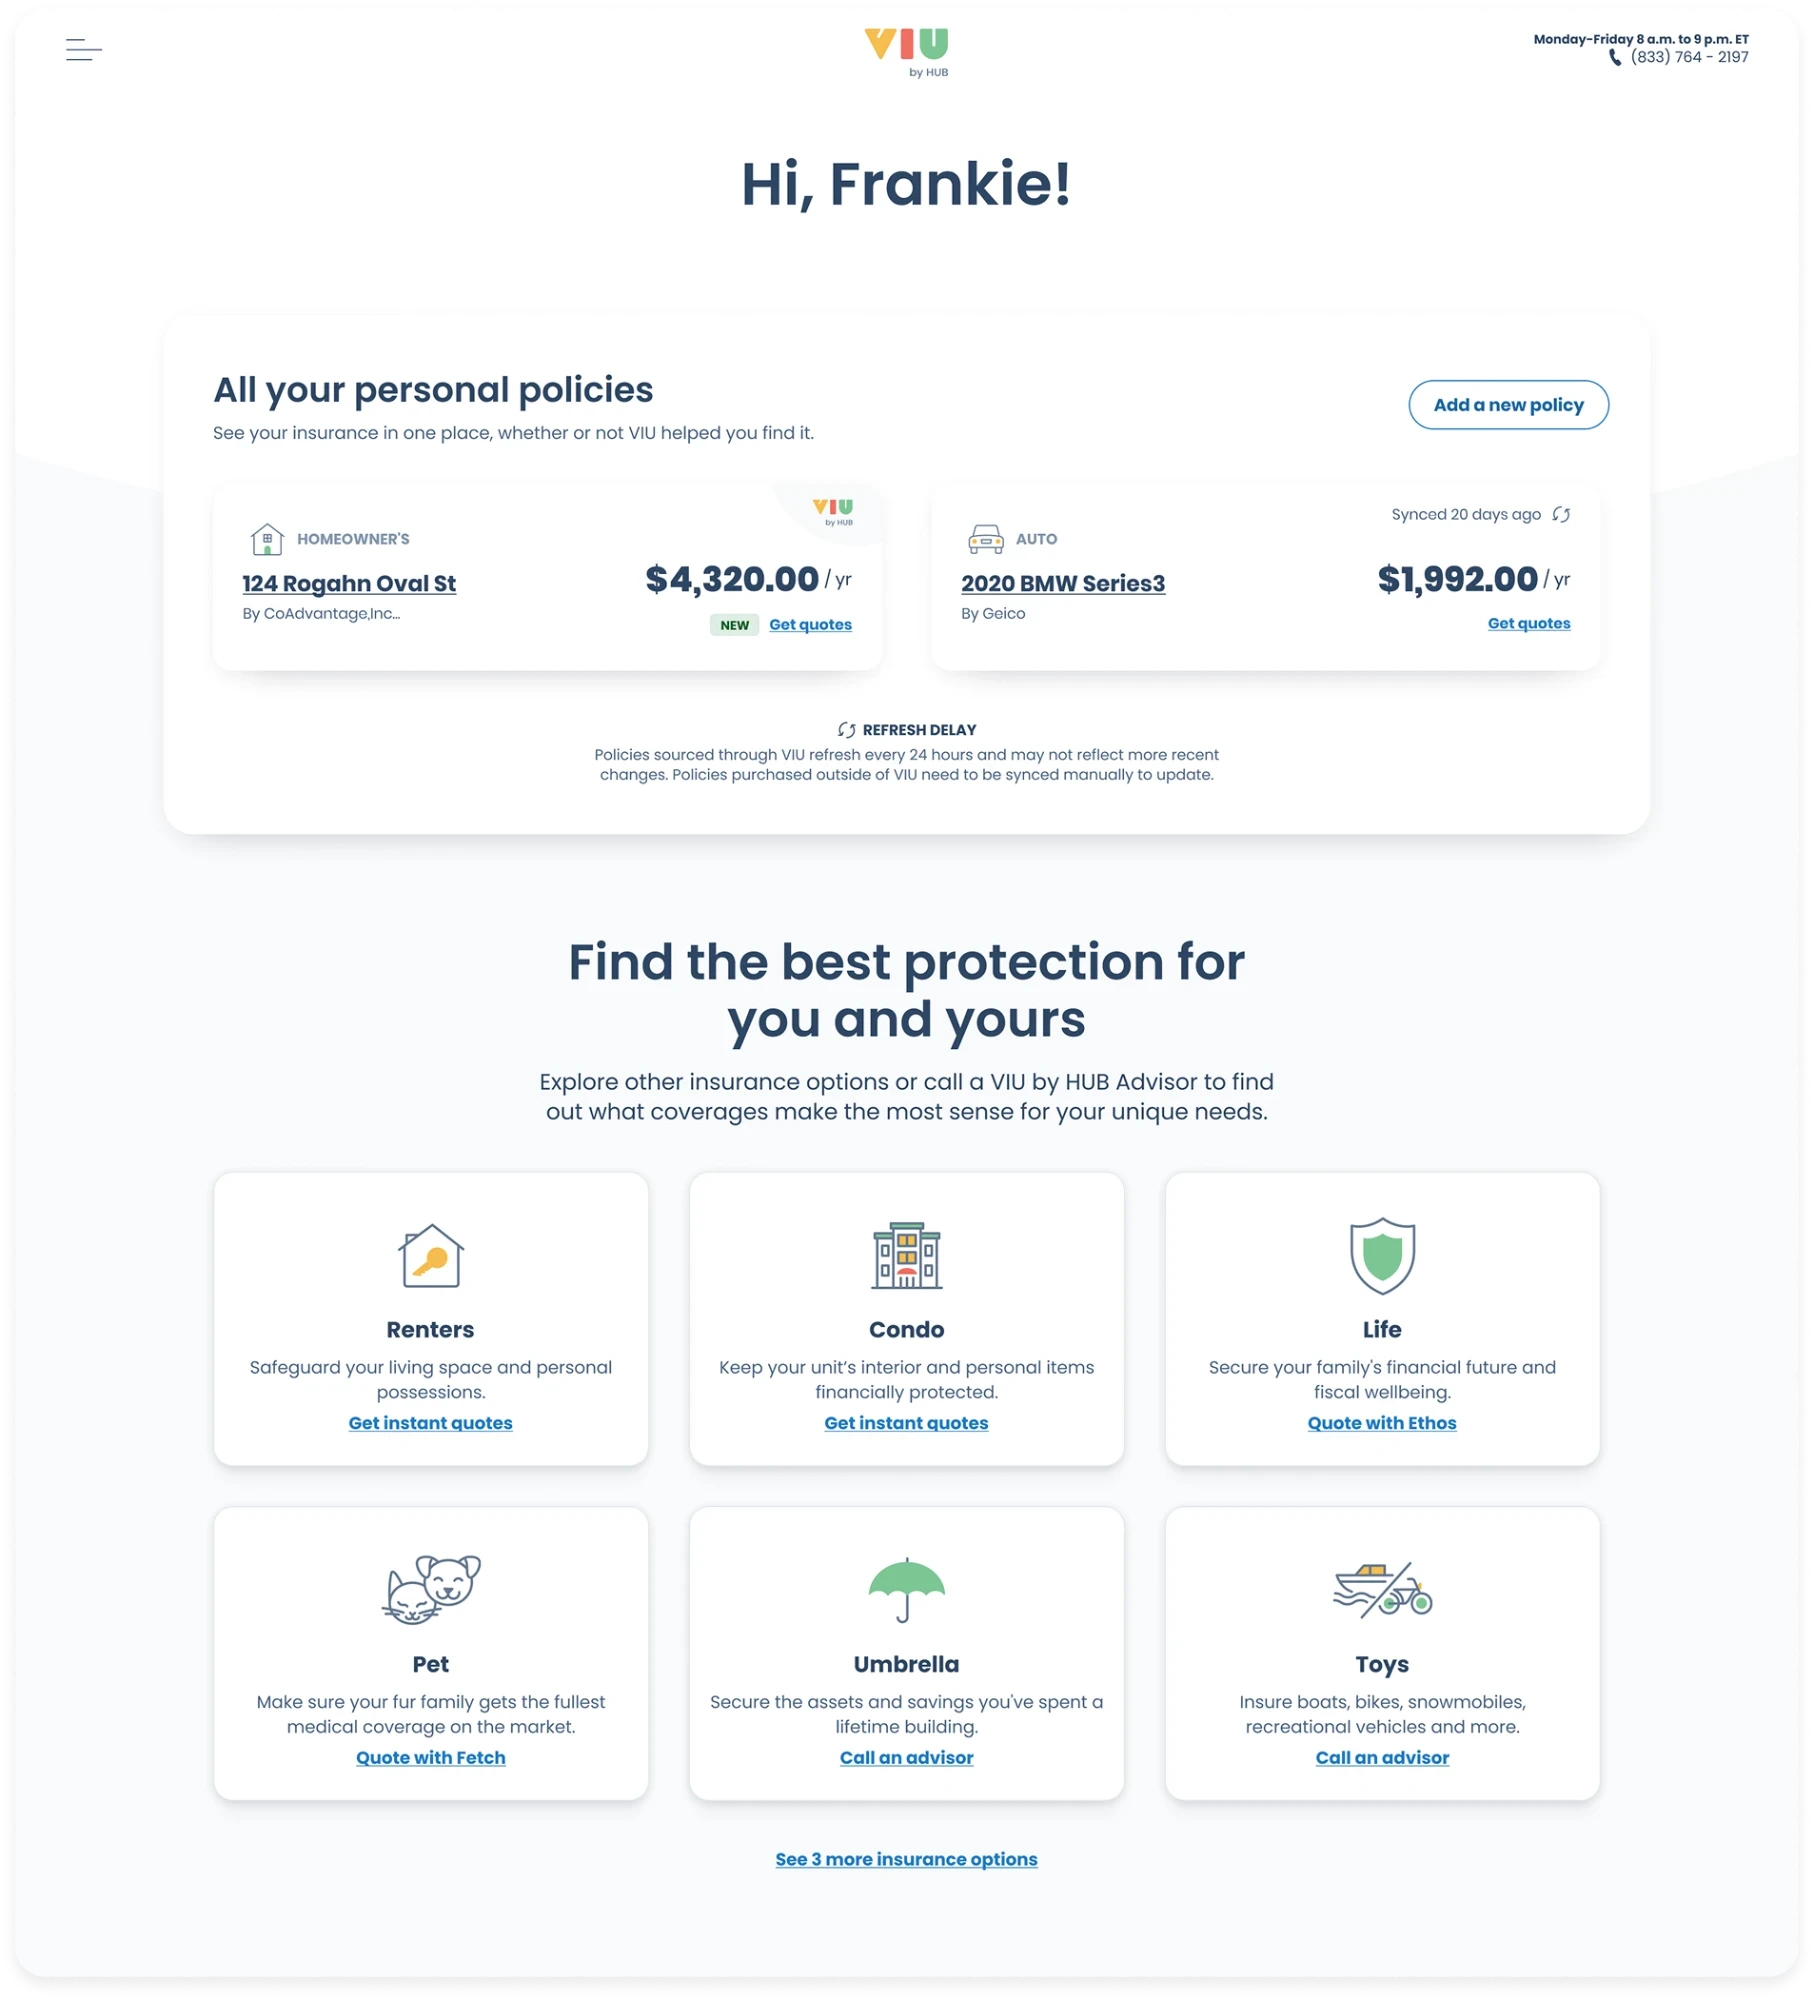 VIU
by HUB
Monday-Friday 8 a.m. to 9 p.m. ET
(833) 764 - 2197
Hi, Frankie!
All your personal policies
See your insurance in one place, whether or not VIU helped you find it.
Add a new policy
VIU
by HUB
HOMEOWNER'S
124 Rogahn Oval St
By CoAdvantage,Inc...
$4,320.00 / yr
NEW Get quotes
Synced 20 days ago
AUTO
2020 BMW Series3
By Geico
$1,992.00 / yr
Get quotes
REFRESH DELAY
Policies sourced through VIU refresh every 24 hours and may not reflect more recent
changes. Policies purchased outside of VIU need to be synced manually to update.
Find the best protection for
you and yours
Explore other insurance options or call a VIU by HUB Advisor to find
out what coverages make the most sense for your unique needs.
Renters
Safeguard your living space and personal
possessions.
Get instant quotes
Condo
Keep your unit’s interior and personal items
financially protected.
Get instant quotes
Life
Secure your family's financial future and
fiscal wellbeing.
Quote with Ethos
Pet
Make sure your fur family gets the fullest
medical coverage on the market.
Quote with Fetch
Umbrella
Secure the assets and savings you've spent a
lifetime building.
Call an advisor
Toys
Insure boats, bikes, snowmobiles,
recreational vehicles and more.
Call an advisor
See 3 more insurance options